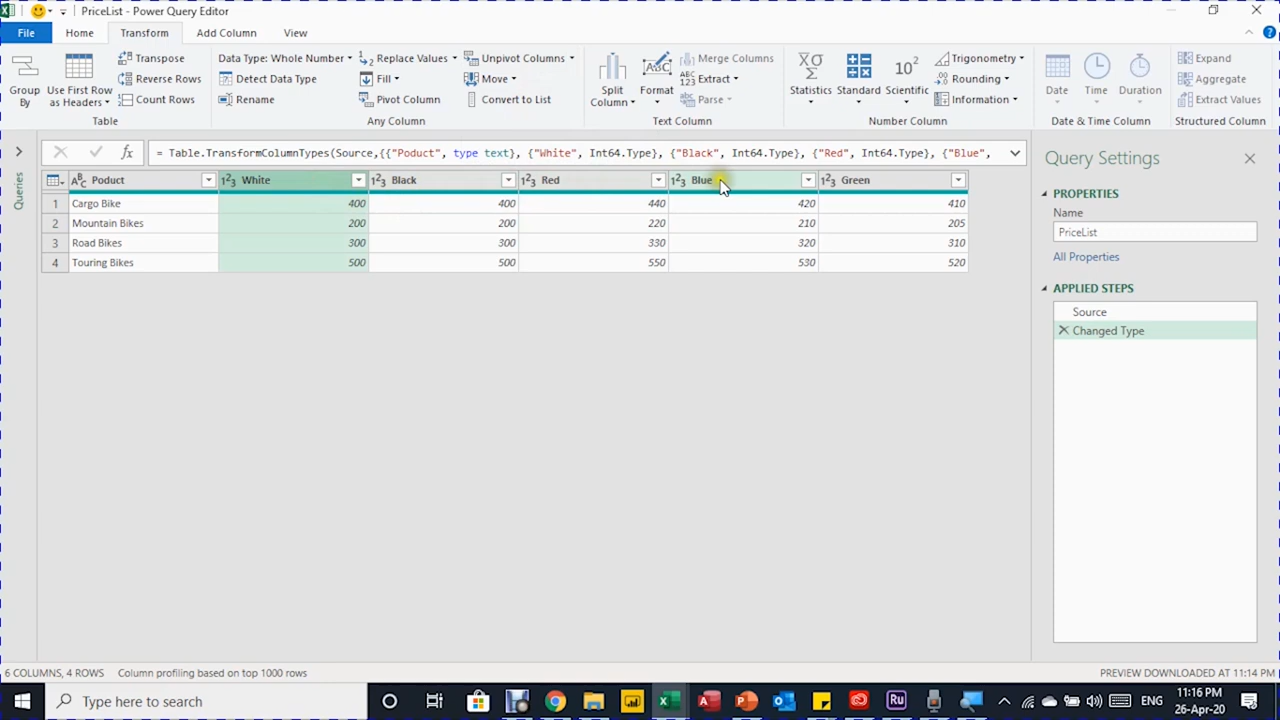 PriceList - Power Query Editor
File Home Transform Add Column View
Transpose
Reverse Rows
Count Rows
Group By
Use First Row as Headers
Table
Data Type: Whole Number
Detect Data Type
Rename
Replace Values
Fill
Pivot Column
Unpivot Columns
Move
Convert to List
Any Column
Split Column
Format
Merge Columns
Extract
Parse
Text Column
Statistics
Standard
Scientific
Trigonometry
Rounding
Information
Number Column
Date
Time
Duration
Date & Time Column
Expand
Aggregate
Extract Values
Structured Column
Queries
= Table.TransformColumnTypes(Source,{{"Poduct", type text}, {"White", Int64.Type}, {"Black", Int64.Type}, {"Red", Int64.Type}, {"Blue",
Poduct White Black Red Blue Green
1 Cargo Bike 400 400 440 420 410
2 Mountain Bikes 200 200 220 210 205
3 Road Bikes 300 300 330 320 310
4 Touring Bikes 500 500 550 530 520
Query Settings
PROPERTIES
Name
PriceList
All Properties
APPLIED STEPS
Source
Changed Type
6 COLUMNS, 4 ROWS Column profiling based on top 1000 rows
PREVIEW DOWNLOADED AT 11:14 PM
Type here to search
ENG
11:16 PM
26-Apr-20